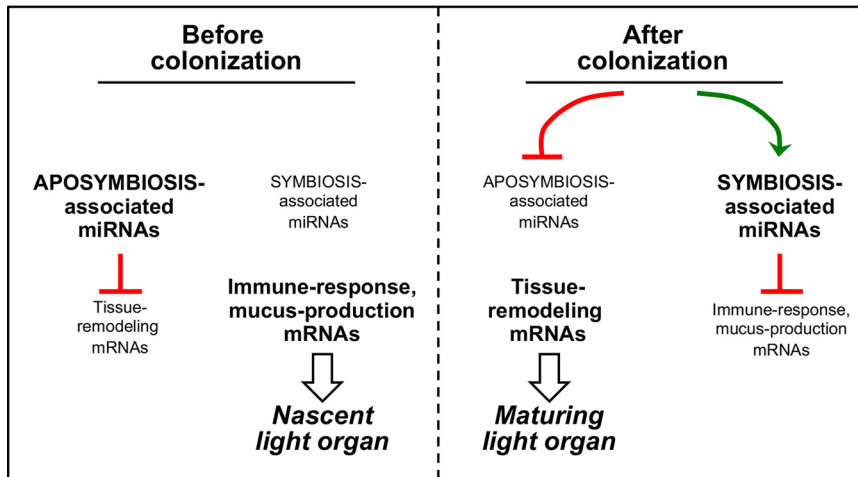 Before
colonization
APOSYMBIOSIS-
associated
miRNAs
SYMBIOSIS-
associated
miRNAs
Tissue-
remodeling
mRNAs
Immune-response,
mucus-production
mRNAs
Nascent
light organ
After
colonization
APOSYMBIOSIS-
associated
miRNAs
SYMBIOSIS-
associated
miRNAs
Tissue-
remodeling
mRNAs
Immune-response,
mucus-production
mRNAs
Maturing
light organ